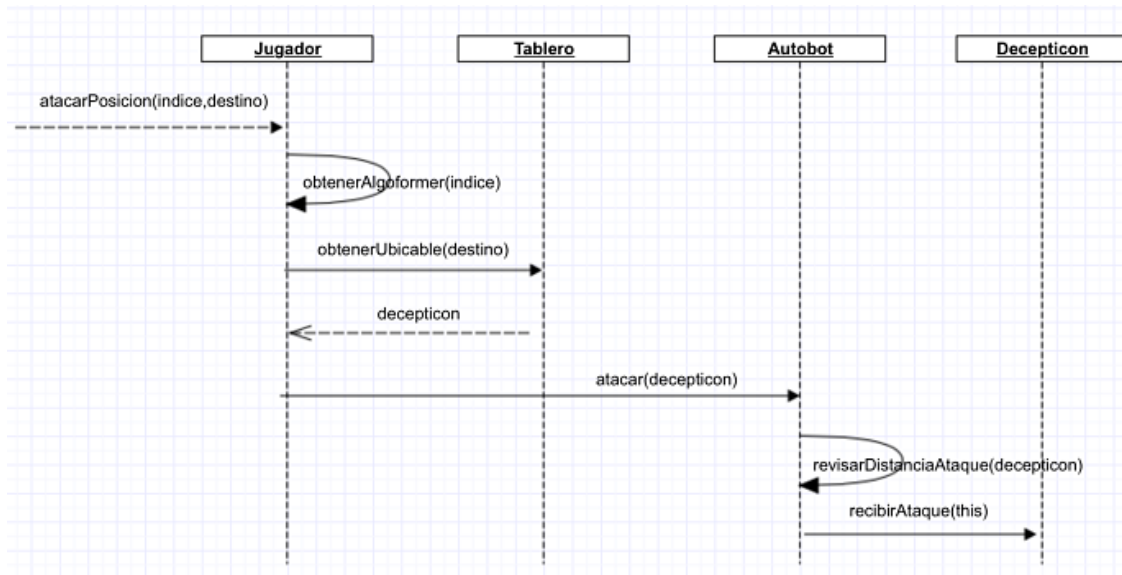 Jugador
Tablero
Autobot
Decepticon
atacarPosicion(indice,destino)
obtenerAlgoformer(indice)
obtenerUbicable(destino)
decepticon
atacar(decepticon)
revisarDistanciaAtaque(decepticon)
recibirAtaque(this)